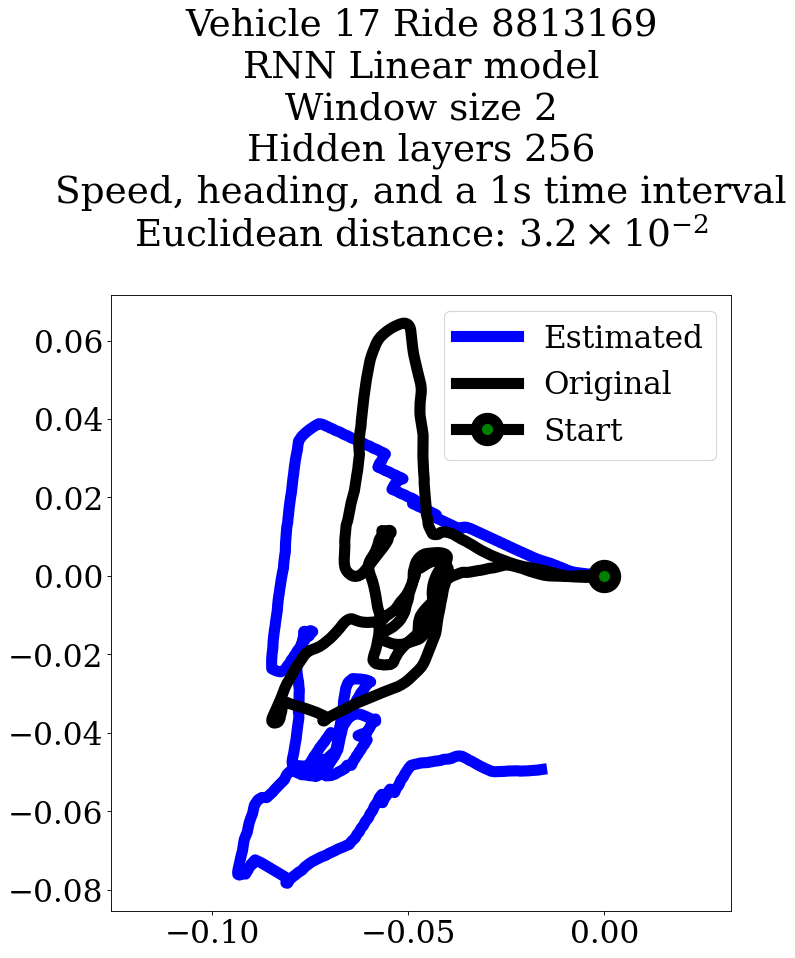 Vehicle 17 Ride 8813169
RNN Linear model
Window size 2
Hidden layers 256
Speed, heading, and a 1s time interval
Euclidean distance: 3.2 × 10⁻²
Estimated
Original
Start
0.06
0.04
0.02
0.00
−0.02
−0.04
−0.06
−0.08
−0.10 −0.05 0.00